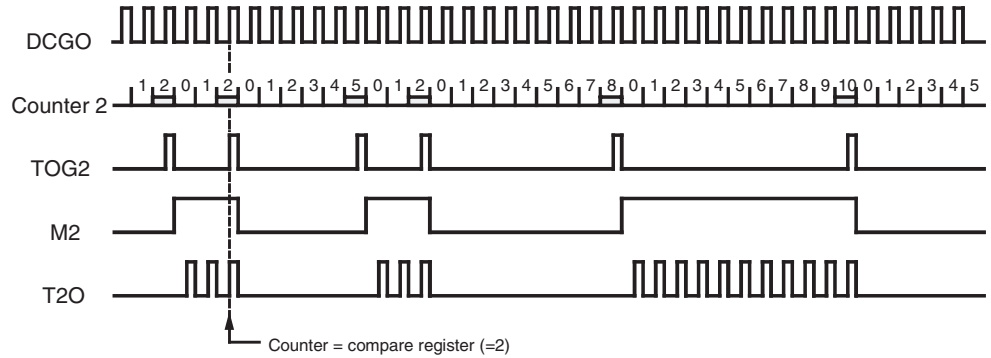 DCGO
Counter 2
1 2 0 1 2 0 1 2 3 4 5 0 1 2 0 1 2 3 4 5 6 7 8 0 1 2 3 4 5 6 7 8 9 10 0 1 2 3 4 5
TOG2
M2
T2O
Counter = compare register (=2)